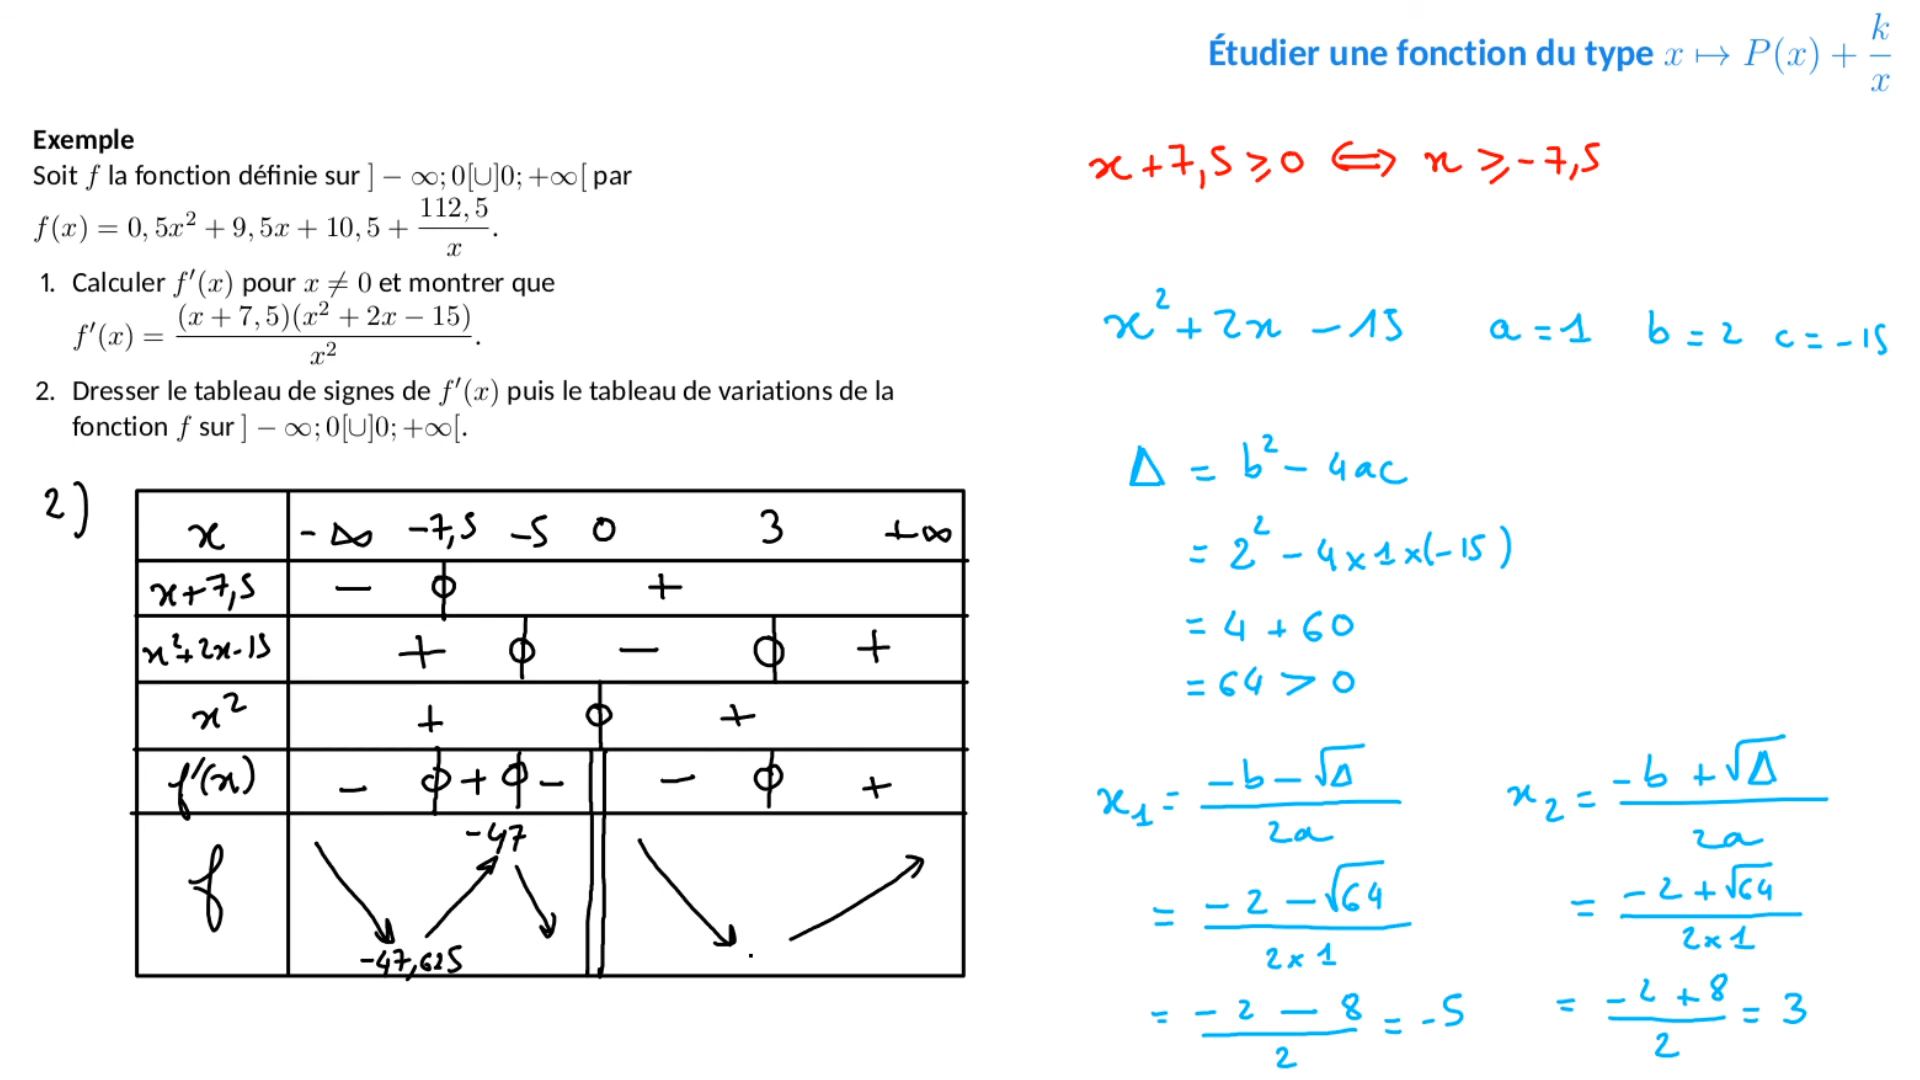 Étudier une fonction du type x ↦ P(x) + k/x
Exemple
Soit f la fonction définie sur ] − ∞; 0[∪]0; +∞[ par
f(x) = 0, 5x² + 9, 5x + 10, 5 + 112, 5/x.
1. Calculer f′(x) pour x ≠ 0 et montrer que
f′(x) = (x + 7, 5)(x² + 2x − 15)/x².
2. Dresser le tableau de signes de f′(x) puis le tableau de variations de la
fonction f sur ] − ∞; 0[∪]0; +∞[.
2)
x -∞ -7,5 -5 0 3 +∞
x+7,5 − 0 +
x²+2x-15 + 0 − 0 +
x² + 0 +
f'(x) − 0 + 0 − || − 0 +
-47
f ↘ ↗ ↘ || ↘ ↗
-47,625
x+7,5 ⩾ 0 ⟺ x ⩾ -7,5
x² + 2x − 15 a = 1 b = 2 c = -15
Δ = b² − 4ac
= 2² − 4×1×(−15)
= 4 + 60
= 64 > 0
x₁ = (−b−√Δ)/2a
= (−2−√64)/(2×1)
= (−2−8)/2 = -5
x₂ = (−b+√Δ)/2a
= (−2+√64)/(2×1)
= (−2+8)/2 = 3